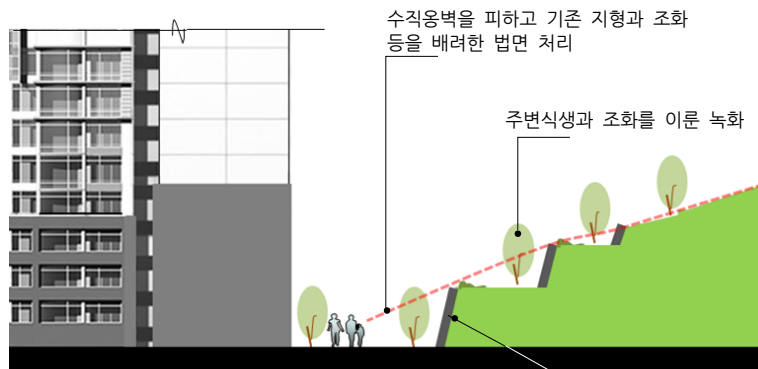 수직옹벽을 피하고 기존 지형과 조화
등을 배려한 법면 처리
주변식생과 조화를 이룬 녹화